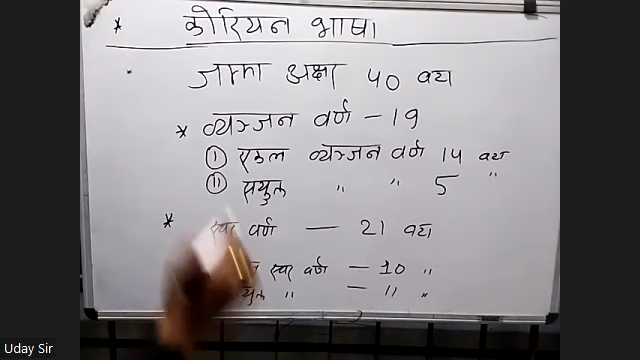 * कोरियन भाषा
जम्मा अक्षर 40 वटा
* व्यञ्जन वर्ण - 19
(i) एकल व्यञ्जन वर्ण 14 वटा
(ii) संयुक्त " " 5 "
* स्वर वर्ण — 21 वटा
स्वर वर्ण — 10 "
" — 11 "
Uday Sir